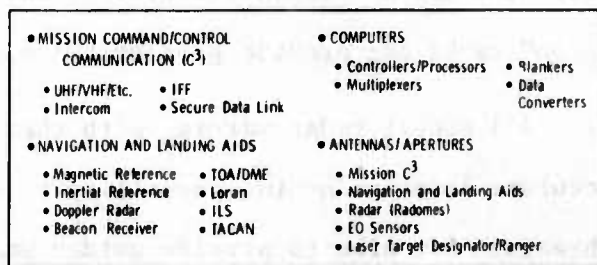 • MISSION COMMAND/CONTROL
COMMUNICATION (C³)
• UHF/VHF/Etc. • IFF
• Intercom • Secure Data Link
• NAVIGATION AND LANDING AIDS
• Magnetic Reference • TOA/DME
• Inertial Reference • Loran
• Doppler Radar • ILS
• Beacon Receiver • TACAN
• COMPUTERS
• Controllers/Processors • Blankers
• Multiplexers • Data
Converters
• ANTENNAS/APERTURES
• Mission C³
• Navigation and Landing Aids
• Radar (Radomes)
• EO Sensors
• Laser Target Designator/Ranger